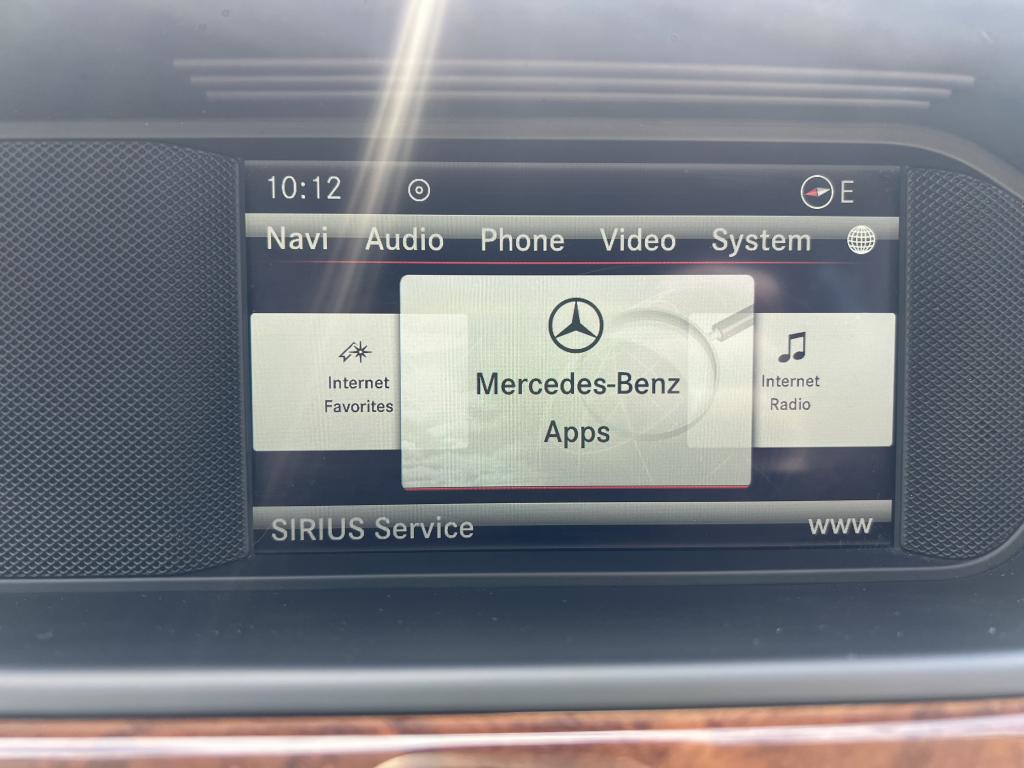 10:12 E
Navi Audio Phone Video System
Internet
Favorites
Mercedes-Benz
Apps
Internet
Radio
SIRIUS Service www